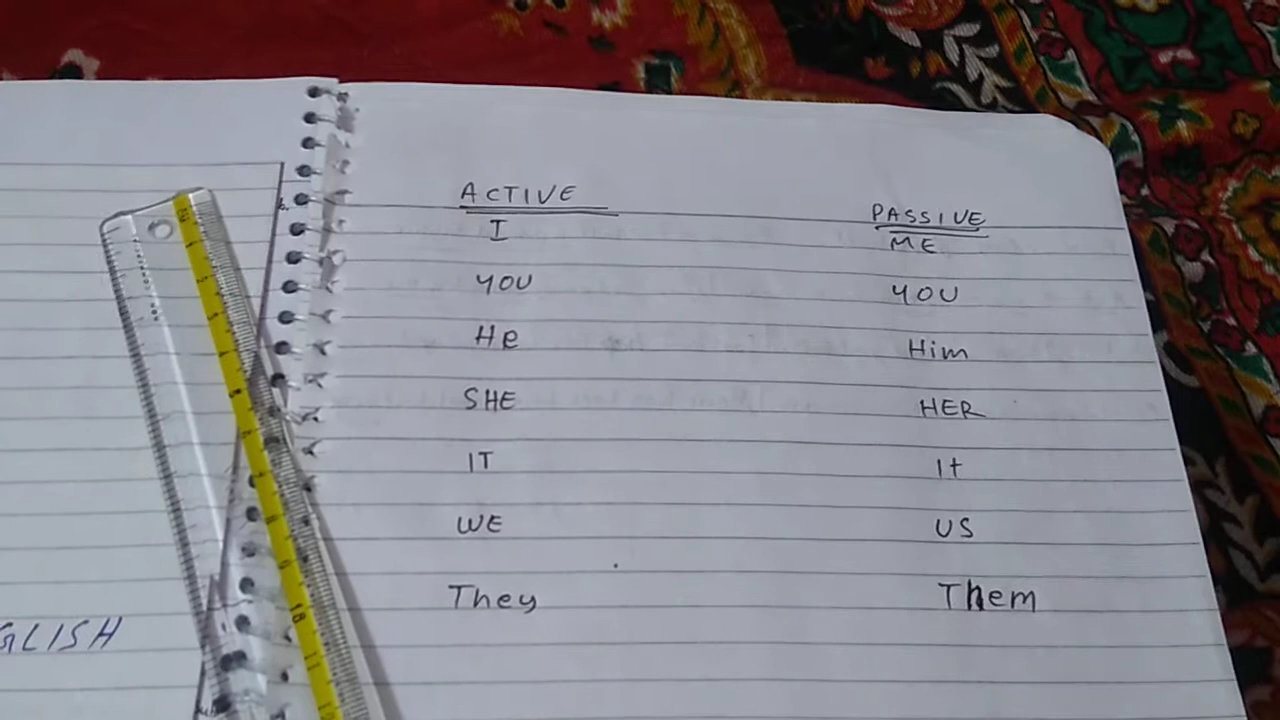 ACTIVE PASSIVE
I ME
YOU YOU
He Him
SHE HER
IT It
WE US
They Them
GLISH